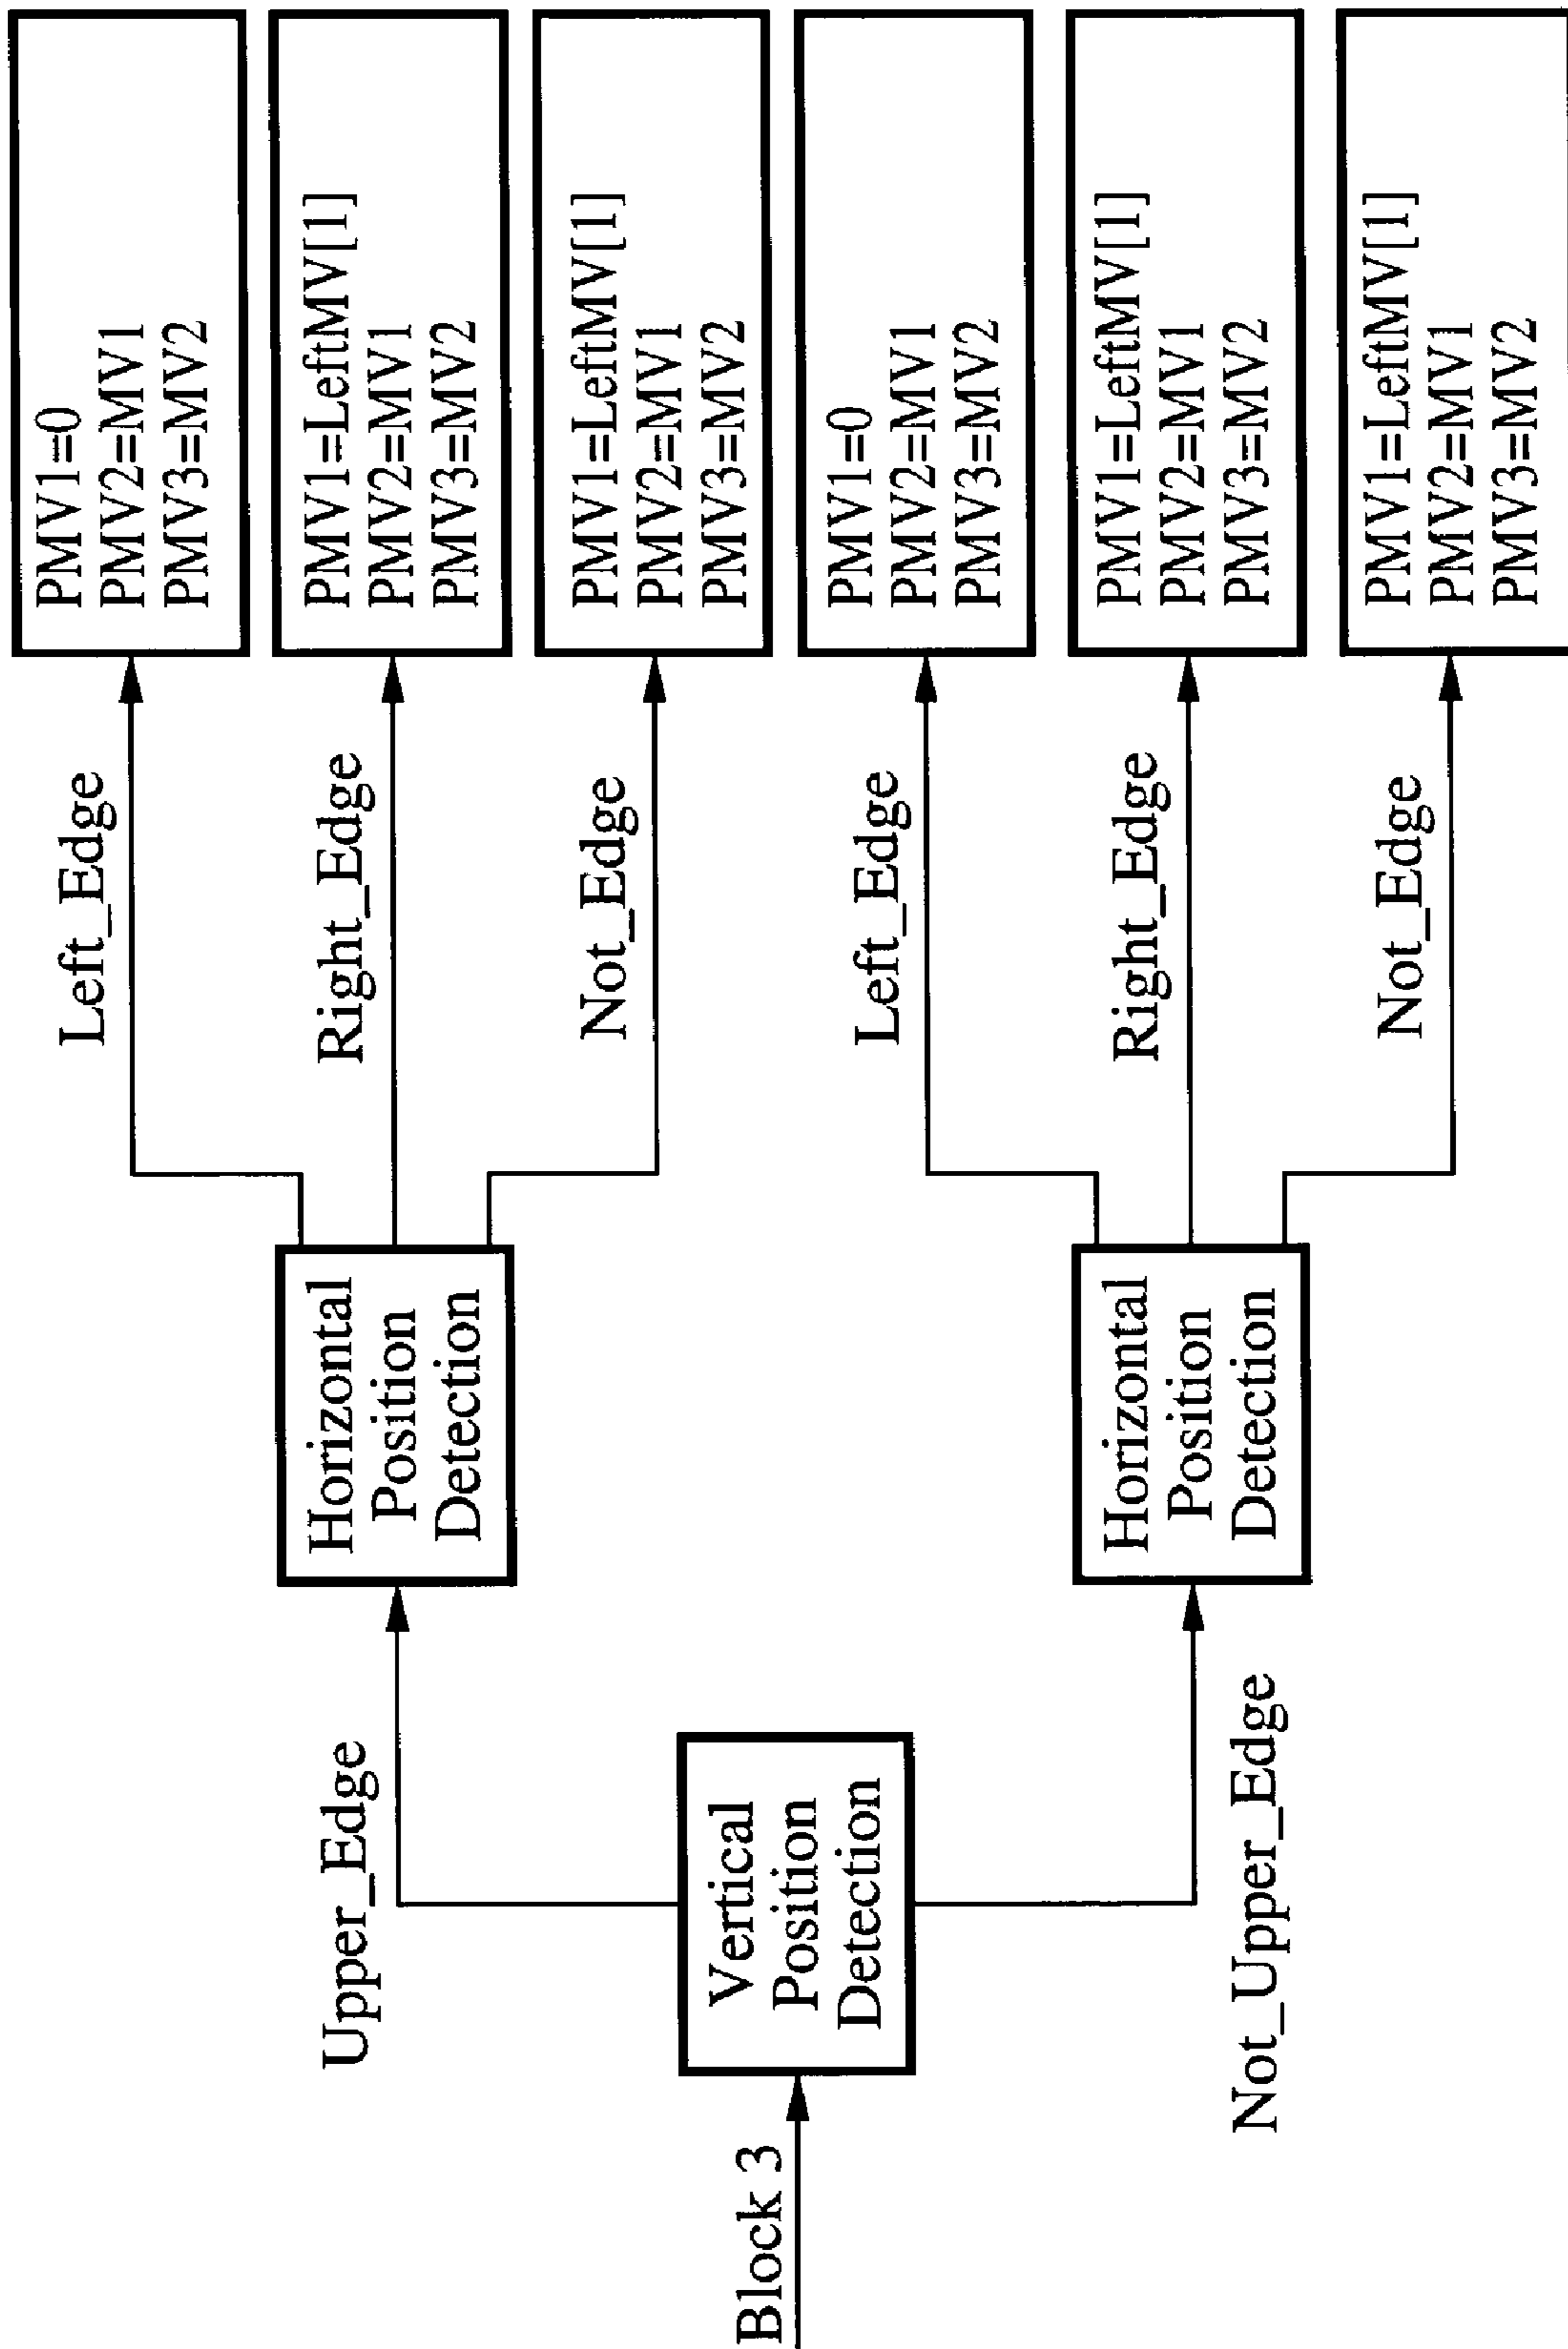 Block 3
Vertical
Position
Detection
Upper_Edge
Not_Upper_Edge
Horizontal
Position
Detection
Left_Edge
Right_Edge
Not_Edge
PMV1=0
PMV2=MV1
PMV3=MV2
PMV1=LeftMV[1]
PMV2=MV1
PMV3=MV2
PMV1=LeftMV[1]
PMV2=MV1
PMV3=MV2
Horizontal
Position
Detection
Left_Edge
Right_Edge
Not_Edge
PMV1=0
PMV2=MV1
PMV3=MV2
PMV1=LeftMV[1]
PMV2=MV1
PMV3=MV2
PMV1=LeftMV[1]
PMV2=MV1
PMV3=MV2